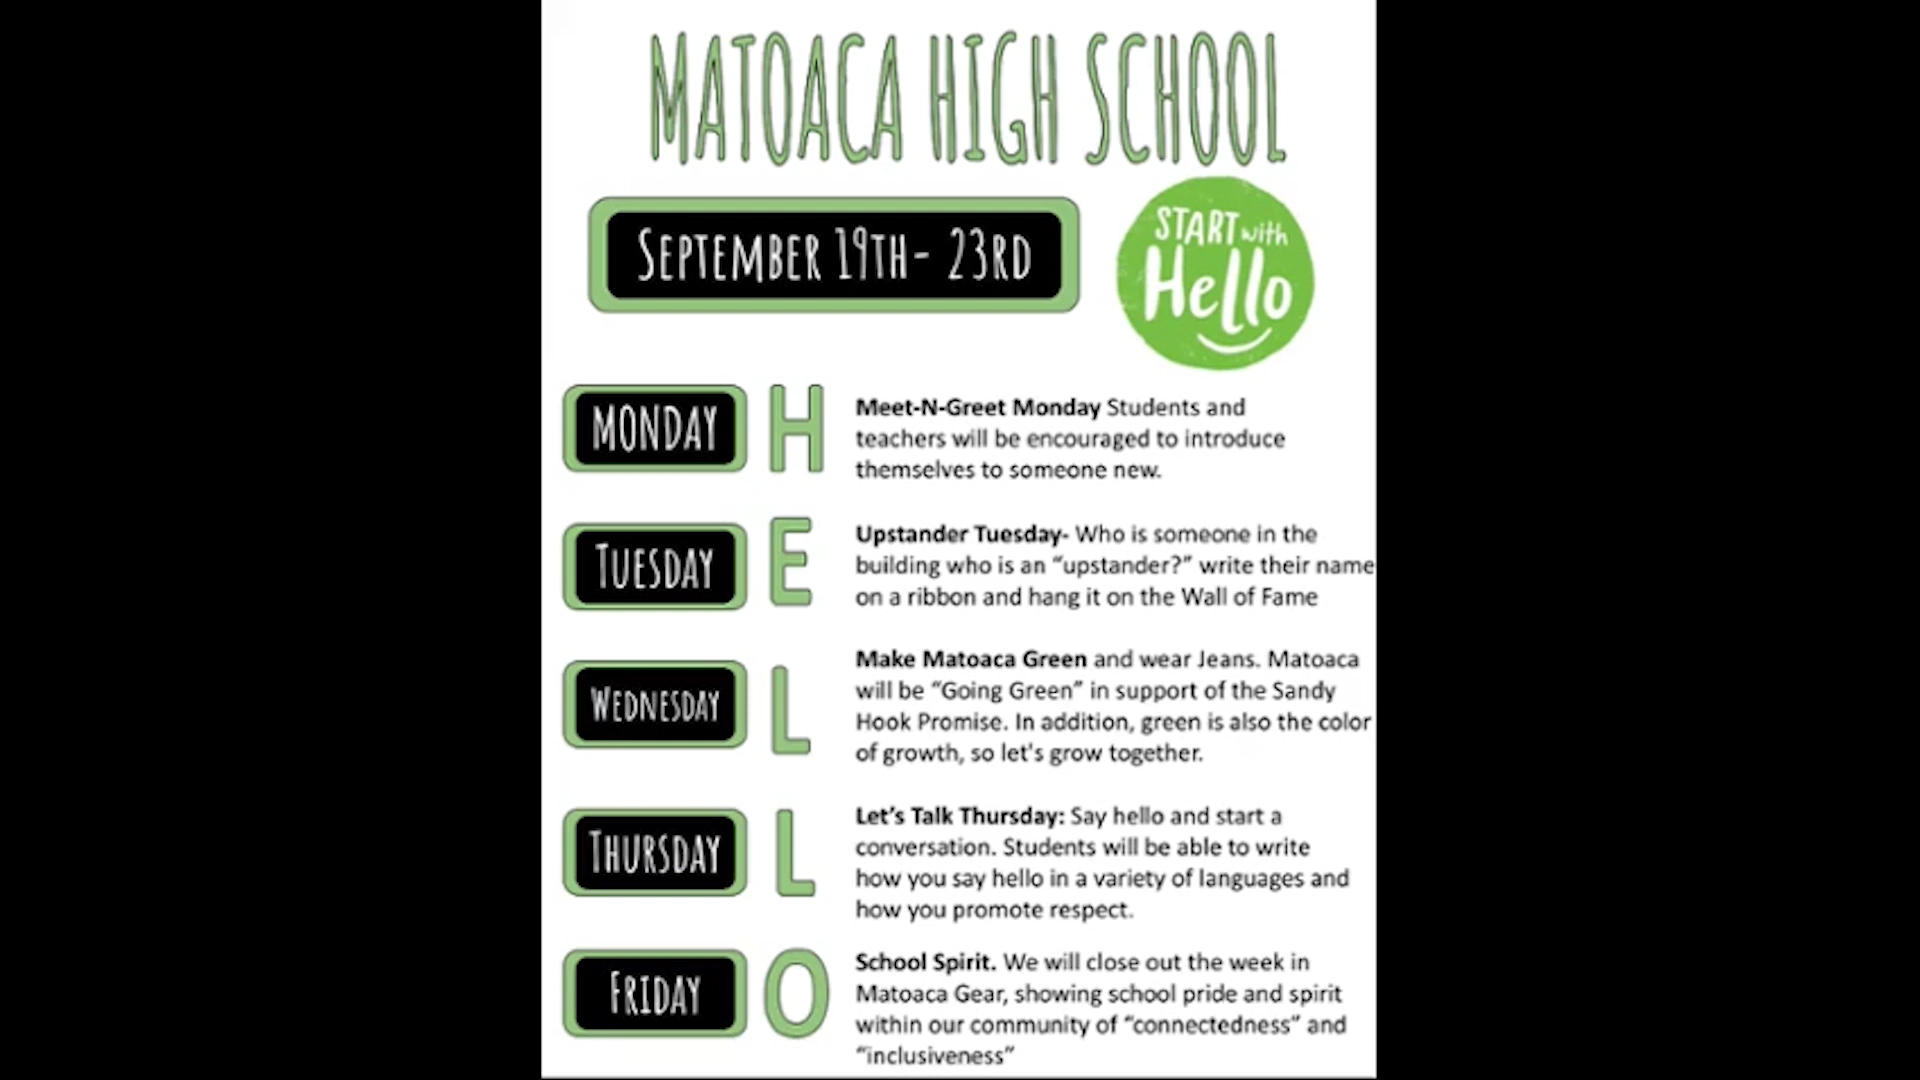 MATOACA HIGH SCHOOL
SEPTEMBER 19TH- 23RD
START with
Hello
MONDAY
H
Meet-N-Greet Monday Students and
teachers will be encouraged to introduce
themselves to someone new.
TUESDAY
E
Upstander Tuesday- Who is someone in the
building who is an “upstander?” write their name
on a ribbon and hang it on the Wall of Fame
WEDNESDAY
L
Make Matoaca Green and wear Jeans. Matoaca
will be “Going Green” in support of the Sandy
Hook Promise. In addition, green is also the color
of growth, so let's grow together.
THURSDAY
L
Let’s Talk Thursday: Say hello and start a
conversation. Students will be able to write
how you say hello in a variety of languages and
how you promote respect.
FRIDAY
O
School Spirit. We will close out the week in
Matoaca Gear, showing school pride and spirit
within our community of “connectedness” and
“inclusiveness”